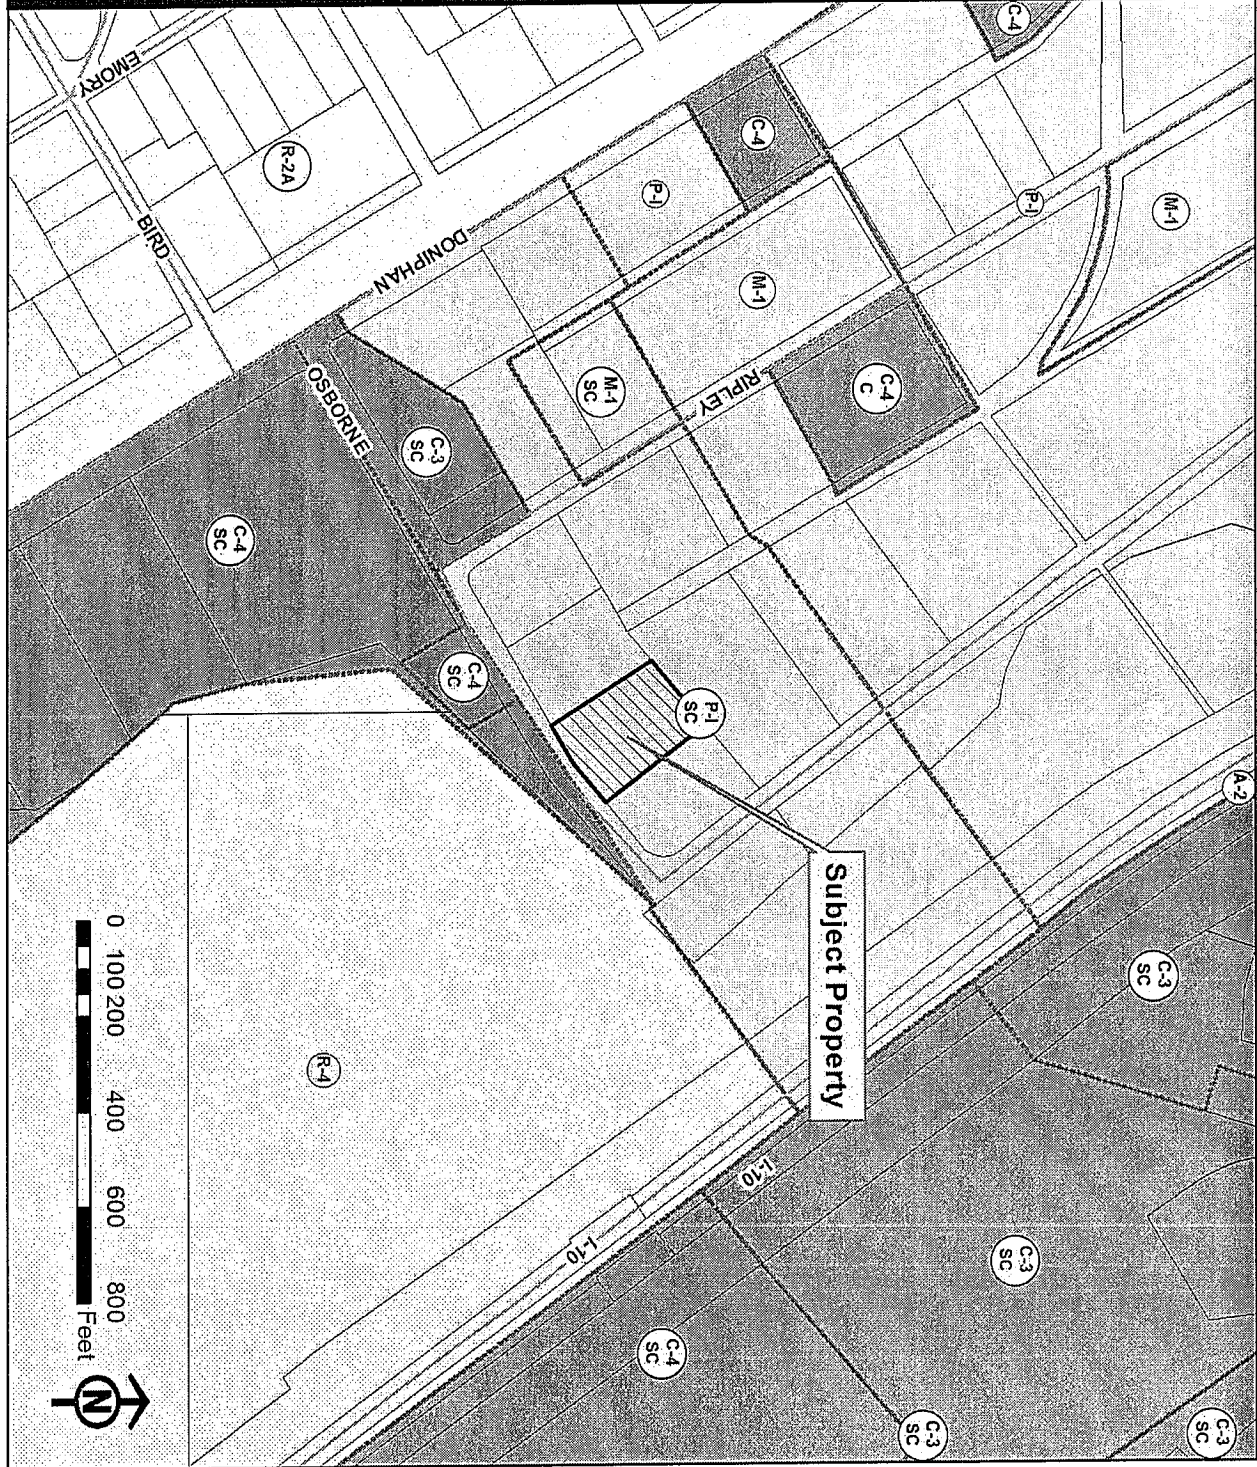 A-2
C-3
SC
M-1
C-3
SC
P-I
C-4
C-3
SC
C-3
SC
C-4
C
Subject Property
C-4
M-1
I-10
RIPLEY
P-I
SC
C-4
SC
P-I
M-1
SC
I-10
C-4
SC
DONIPHAN
C-3
SC
OSBORNE
R-4
R-2A
C-4
SC
BIRD
EMORY
0 100 200 400 600 800
Feet
N